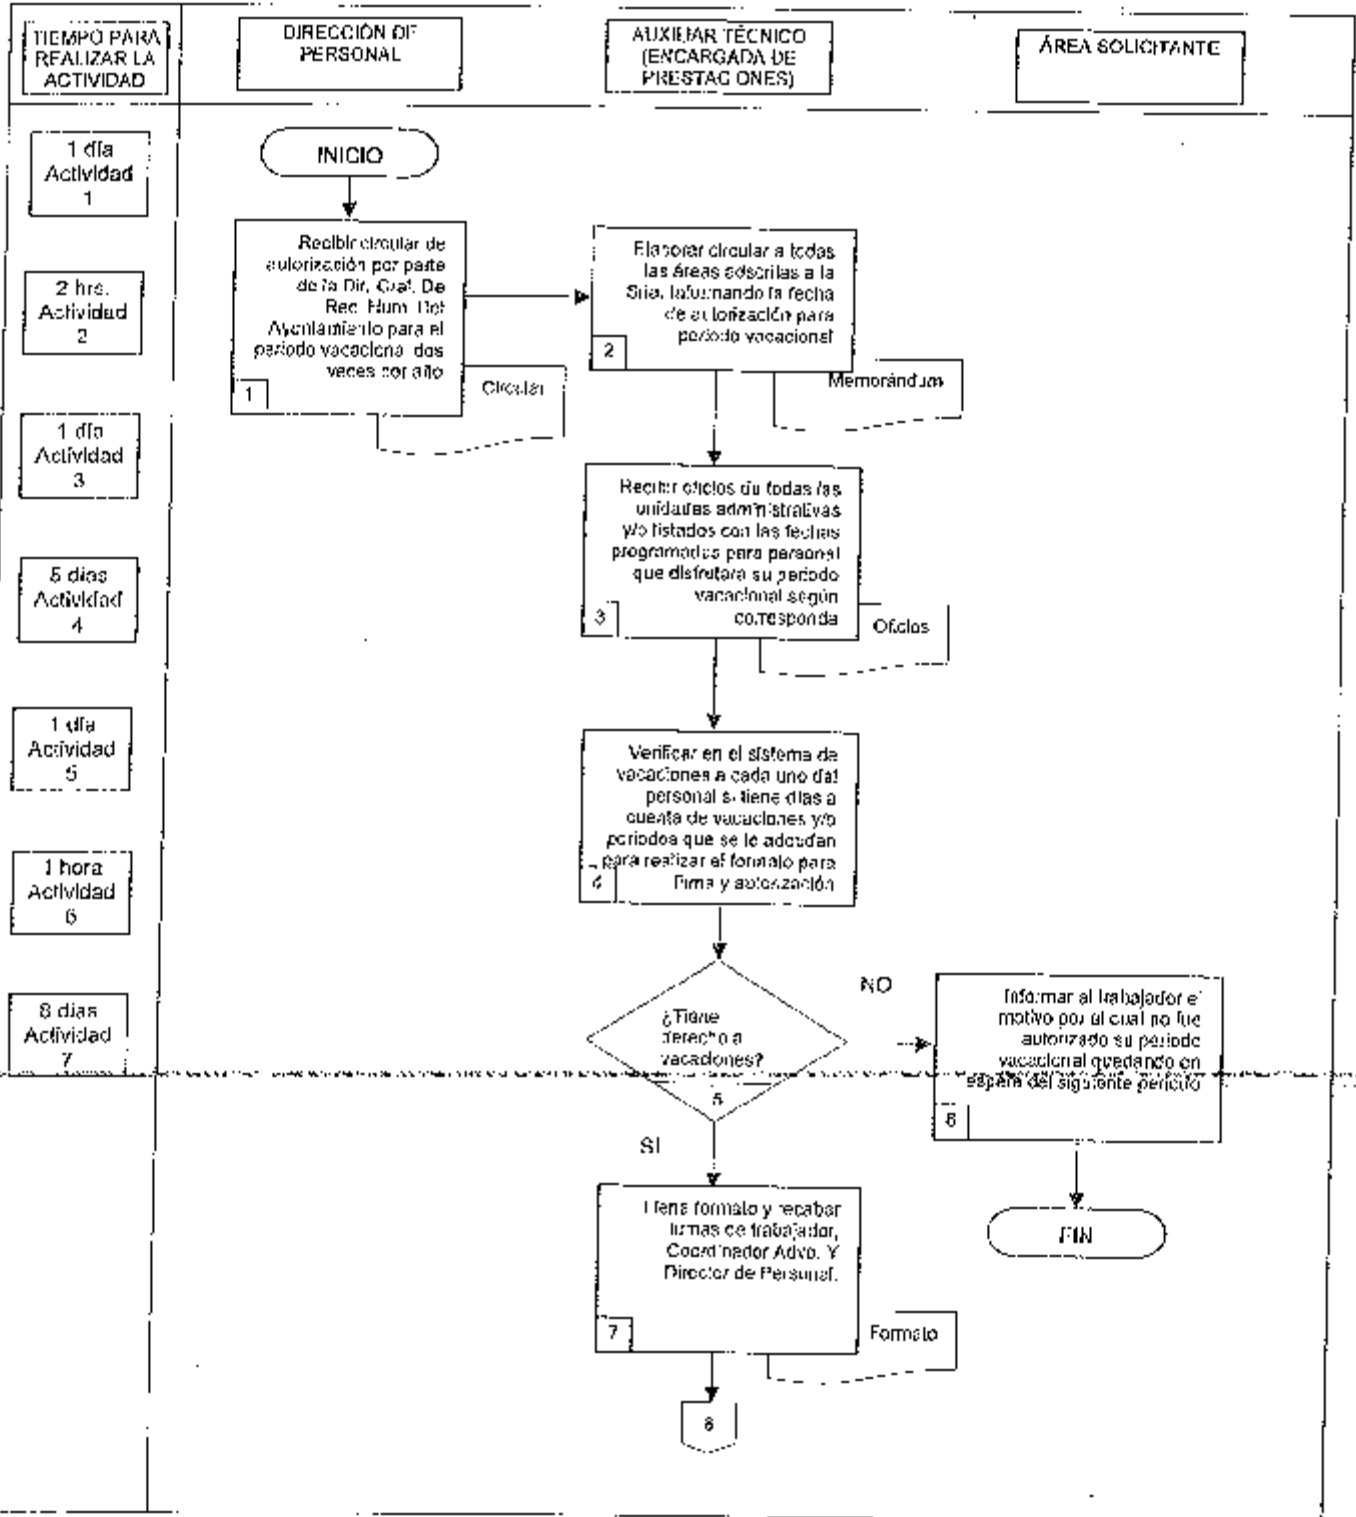 TIEMPO PARA
REALIZAR LA
ACTIVIDAD
DIRECCIÓN DE
PERSONAL
AUXILIAR TÉCNICO
(ENCARGADA DE
PRESTACIONES)
ÁREA SOLICITANTE
1 día
Actividad
1
2 hrs.
Actividad
2
1 día
Actividad
3
5 días
Actividad
4
1 día
Actividad
5
1 hora
Actividad
6
8 días
Actividad
7
INICIO
Recibir circular de
autorización por parte
de la Dir. Gral. De
Rec. Hum. Del
Ayuntamiento para el
periodo vacacional dos
veces por año
1
Circular
Elaborar circular a todas
las áreas adscritas a la
Sria. Informando la fecha
de autorización para
periodo vacacional
2
Memorándum
Recibir oficios de todas las
unidades administrativas
y/o listados con las fechas
programadas para personal
que disfrutara su periodo
vacacional según
corresponda
3
Oficios
Verificar en el sistema de
vacaciones a cada uno del
personal si tiene días a
cuenta de vacaciones y/o
periodos que se le adeudan
para realizar el formato para
Firma y autorización
4
¿Tiene
derecho a
vacaciones?
5
NO
SI
Informar al trabajador el
motivo por el cual no fue
autorizado su periodo
vacacional quedando en
espera del siguiente periodo
6
FIN
Llena formato y recabar
firmas de trabajador,
Coordinador Advo. Y
Director de Personal.
7
Formato
8